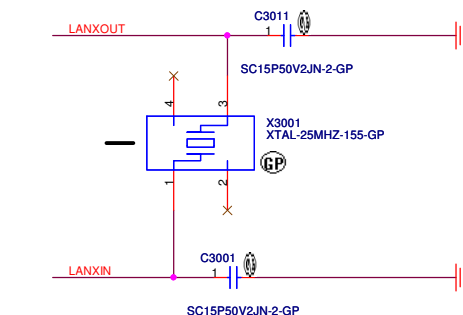 C3011
LANXOUT
1
SC15P50V2JN-2-GP
4
3
X3001
XTAL-25MHZ-155-GP
GP
1
2
C3001
LANXIN
1
SC15P50V2JN-2-GP